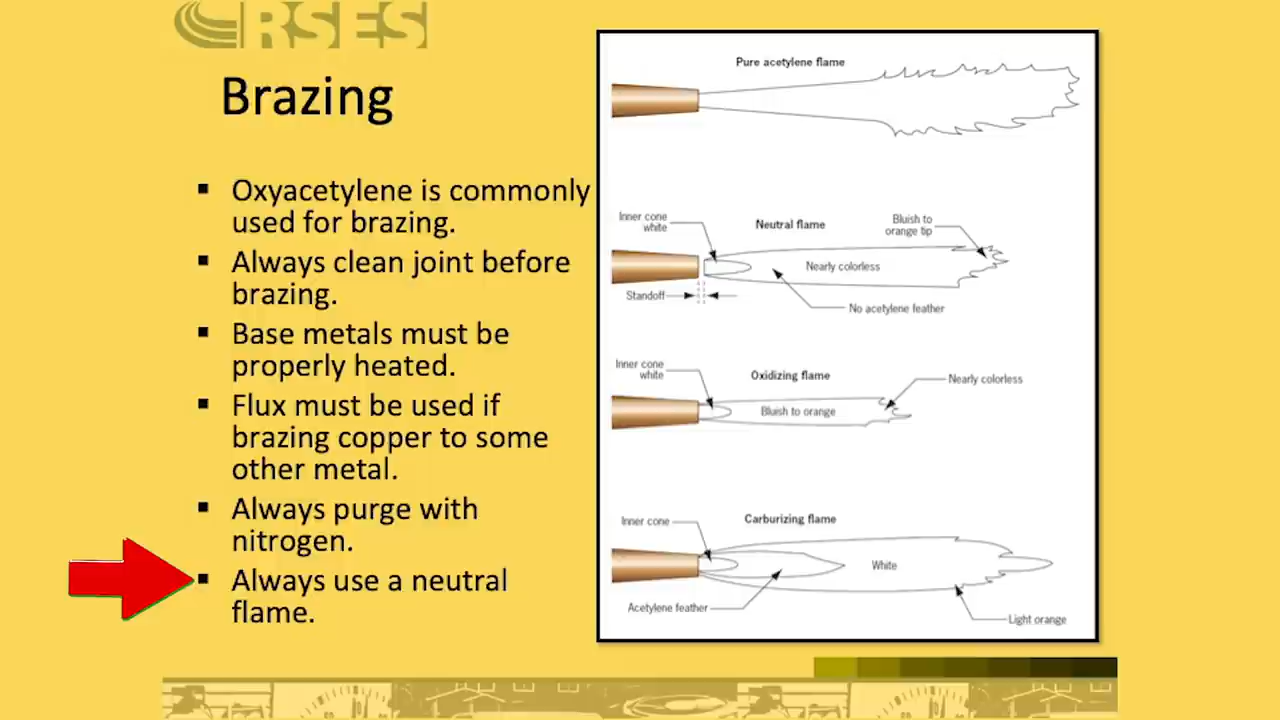 RSES
Brazing
▪ Oxyacetylene is commonly
used for brazing.
▪ Always clean joint before
brazing.
▪ Base metals must be
properly heated.
▪ Flux must be used if
brazing copper to some
other metal.
▪ Always purge with
nitrogen.
▪ Always use a neutral
flame.
Pure acetylene flame
Inner cone
white
Neutral flame
Bluish to
orange tip
Nearly colorless
Standoff
No acetylene feather
Inner cone
white
Oxidizing flame
Nearly colorless
Bluish to orange
Inner cone
Carburizing flame
White
Acetylene feather
Light orange